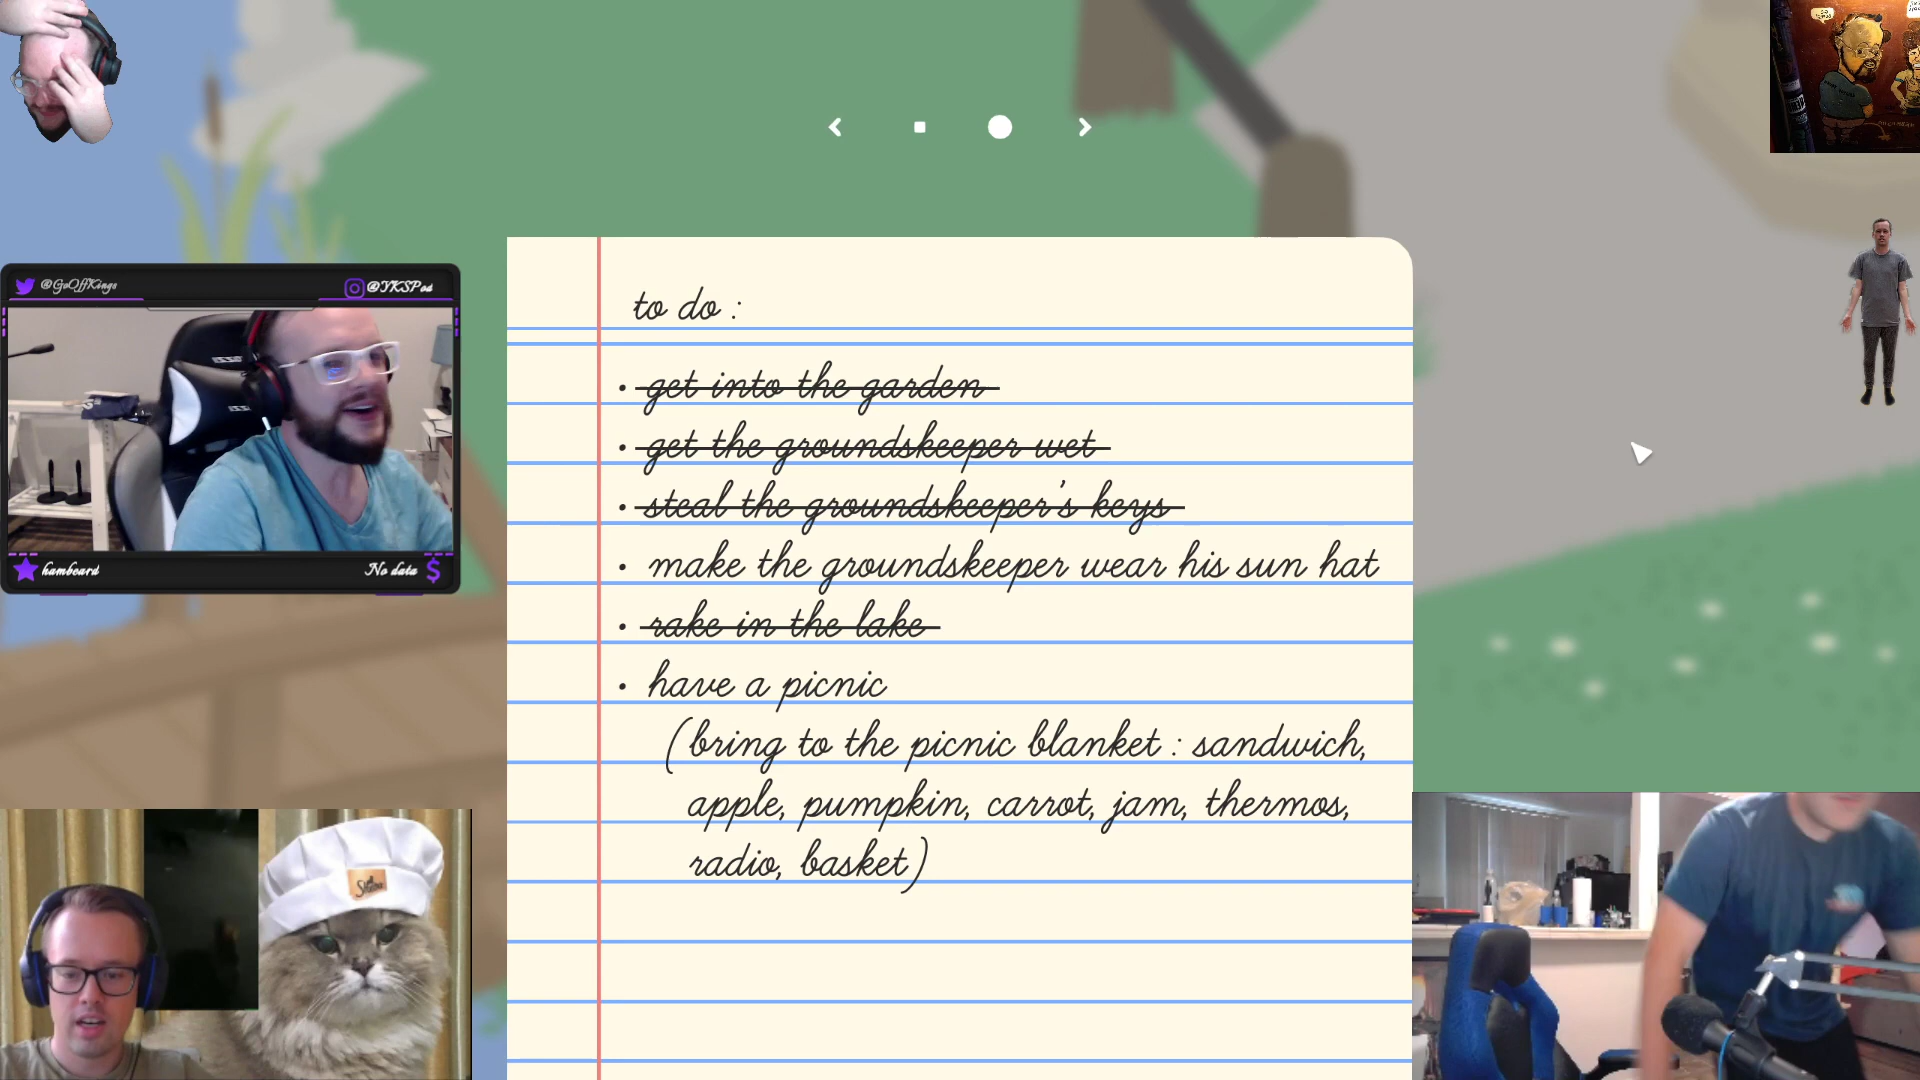 @GoOffKings
@YKSPod
hamboard
No data
to do :
• get into the garden
• get the groundskeeper wet
• steal the groundskeeper's keys
• make the groundskeeper wear his sun hat
• rake in the lake
• have a picnic
(bring to the picnic blanket : sandwich,
apple, pumpkin, carrot, jam, thermos,
radio, basket)